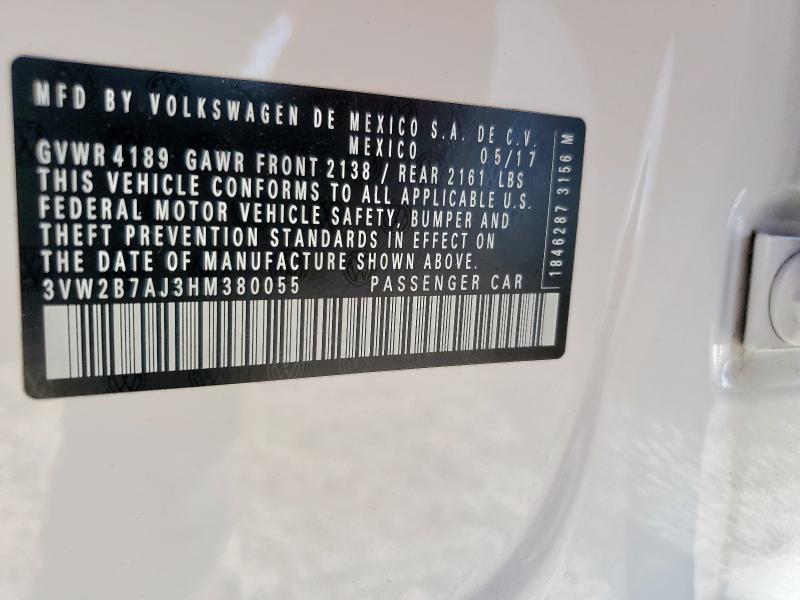 MFD BY VOLKSWAGEN DE MEXICO S.A. DE C.V.
MEXICO 05/17
GVWR 4189 GAWR FRONT 2138 / REAR 2161 LBS
THIS VEHICLE CONFORMS TO ALL APPLICABLE U.S.
FEDERAL MOTOR VEHICLE SAFETY, BUMPER AND
THEFT PREVENTION STANDARDS IN EFFECT ON
THE DATE OF MANUFACTURE SHOWN ABOVE.
3VW2B7AJ3HM380055 PASSENGER CAR
18462873156 M